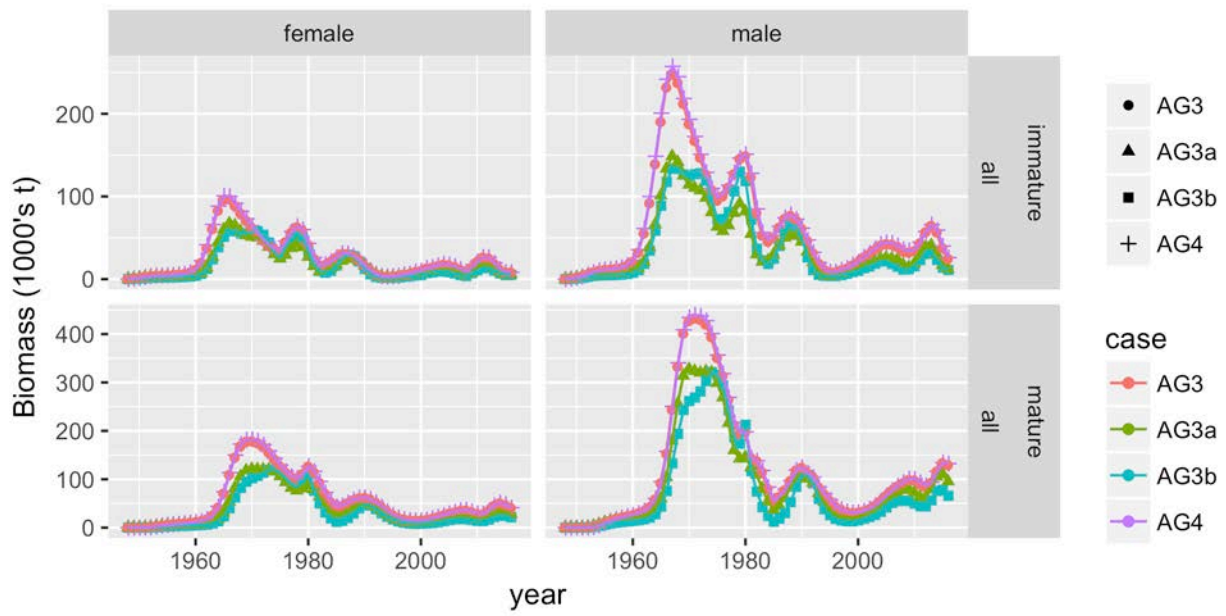 female
male
200
100
0
immature
all
400
300
200
100
0
mature
all
1960
1980
2000
1960
1980
2000
Biomass (1000's t)
year
AG3
AG3a
AG3b
AG4
case
AG3
AG3a
AG3b
AG4